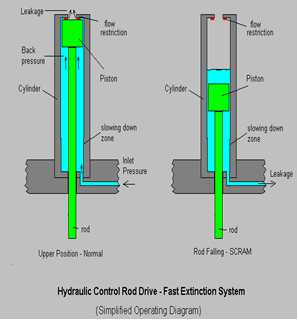 Leakage
flow
restriction
Back
pressure
Piston
Cylinder
slowing down
zone
Inlet
Pressure
rod
Upper Position - Normal
flow
restriction
Piston
Cylinder
slowing down
zone
Leakage
rod
Rod Falling - SCRAM
Hydraulic Control Rod Drive - Fast Extinction System
(Simplified Operating Diagram)